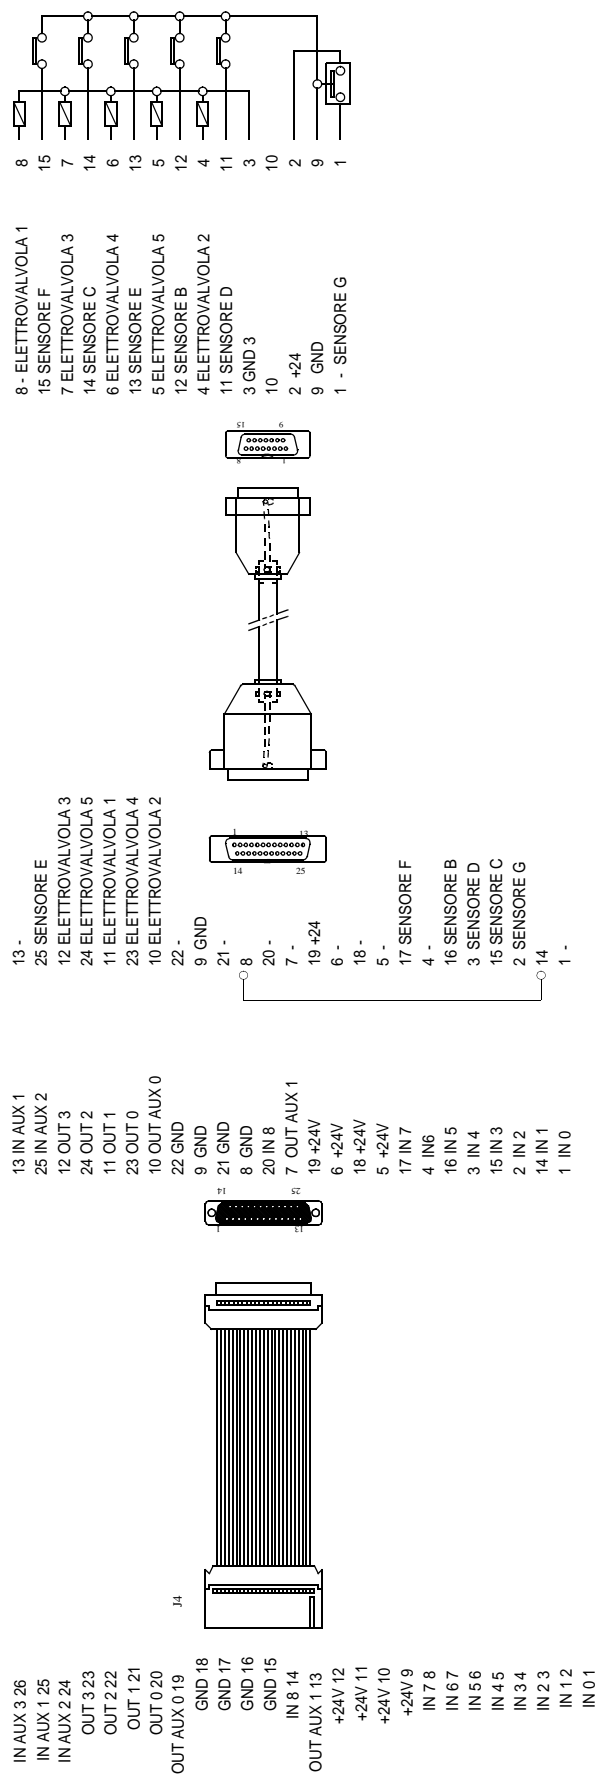 8
15
7
14
6
13
5
12
4
11
3
10
2
9
1
8 - ELETTROVALVOLA 1
15 SENSORE F
7 ELETTROVALVOLA 3
14 SENSORE C
6 ELETTROVALVOLA 4
13 SENSORE E
5 ELETTROVALVOLA 5
12 SENSORE B
4 ELETTROVALVOLA 2
11 SENSORE D
3 GND 3
10
2 +24
9 GND
1 - SENSORE G
15
9
8
1
1
13
14
25
13 -
25 SENSORE E
12 ELETTROVALVOLA 3
24 ELETTROVALVOLA 5
11 ELETTROVALVOLA 1
23 ELETTROVALVOLA 4
10 ELETTROVALVOLA 2
22 -
9 GND
21 -
8
20 -
7 -
19 +24
6 -
18 -
5 -
17 SENSORE F
4 -
16 SENSORE B
3 SENSORE D
15 SENSORE C
2 SENSORE G
14
1 -
13 IN AUX 1
25 IN AUX 2
12 OUT 3
24 OUT 2
11 OUT 1
23 OUT 0
10 OUT AUX 0
22 GND
9 GND
21 GND
8 GND
20 IN 8
7 OUT AUX 1
19 +24V
6 +24V
18 +24V
5 +24V
17 IN 7
4 IN6
16 IN 5
3 IN 4
15 IN 3
2 IN 2
14 IN 1
1 IN 0
14
25
1
13
J4
IN AUX 3 26
IN AUX 1 25
IN AUX 2 24
OUT 3 23
OUT 2 22
OUT 1 21
OUT 0 20
OUT AUX 0 19
GND 18
GND 17
GND 16
GND 15
IN 8 14
OUT AUX 1 13
+24V 12
+24V 11
+24V 10
+24V 9
IN 7 8
IN 6 7
IN 5 6
IN 4 5
IN 3 4
IN 2 3
IN 1 2
IN 0 1